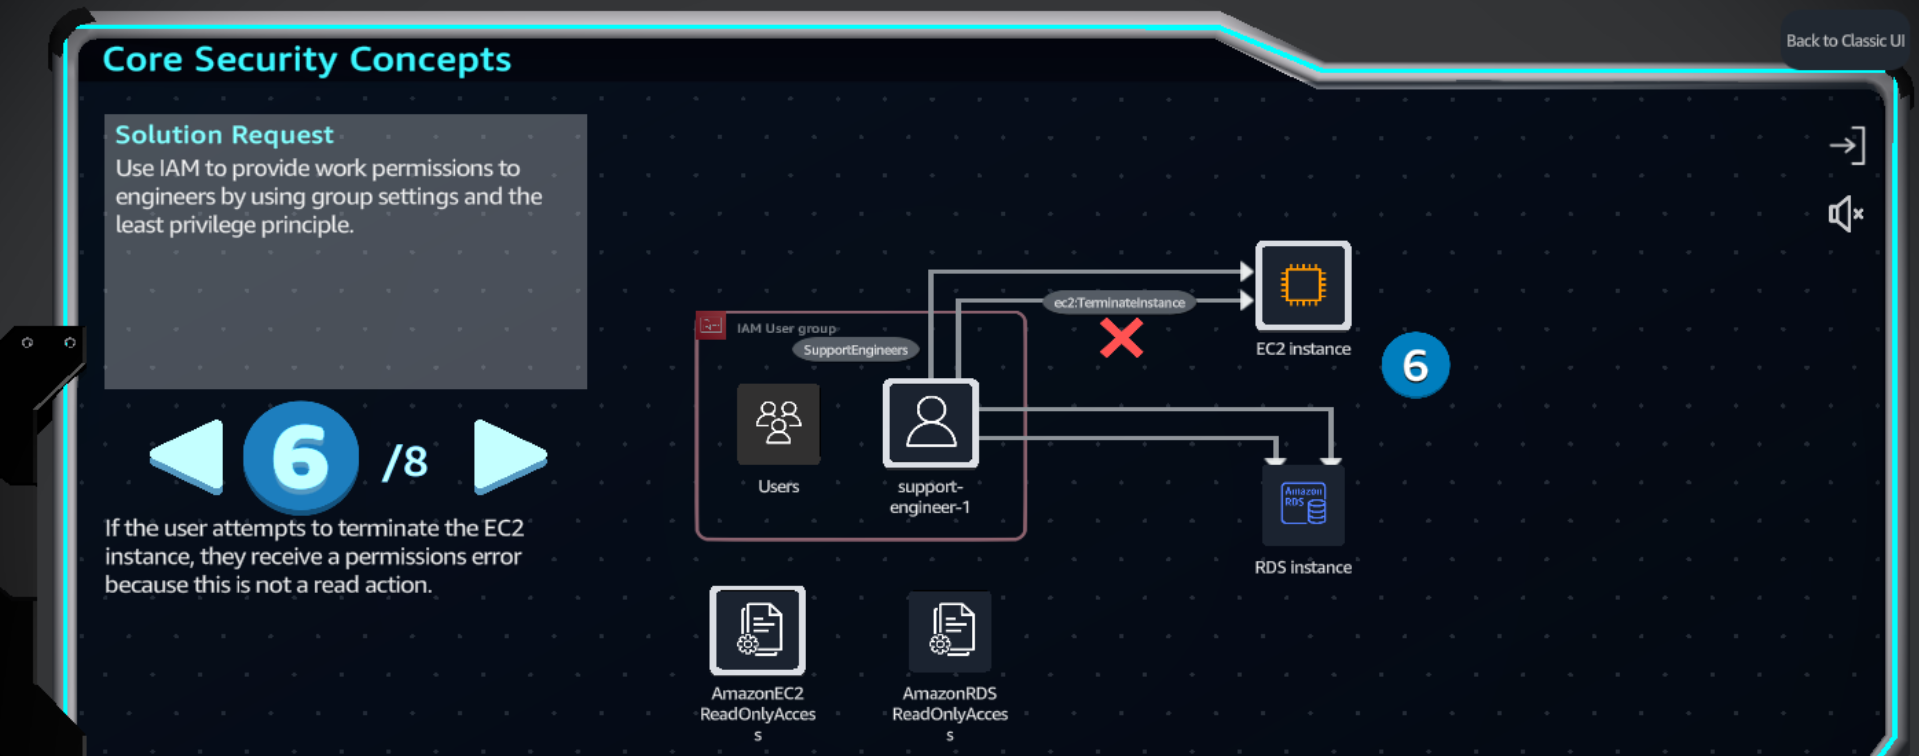 Back to Classic UI
Core Security Concepts
Solution Request
Use IAM to provide work permissions to
engineers by using group settings and the
least privilege principle.
6
/8
If the user attempts to terminate the EC2
instance, they receive a permissions error
because this is not a read action.
ec2:TerminateInstance
EC2 instance
6
IAM User group
SupportEngineers
Users
support-
engineer-1
Amazon
RDS
RDS instance
AmazonEC2
ReadOnlyAcces
s
AmazonRDS
ReadOnlyAcces
s